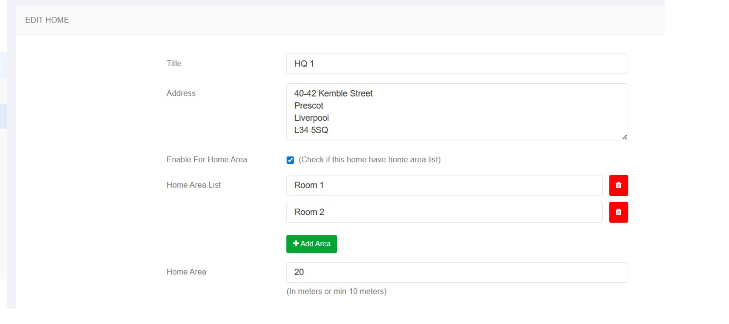 EDIT HOME
Title
HQ 1
Address
40-42 Kemble Street
Prescot
Liverpool
L34 5SQ
Enable For Home Area
(Check if this home have home area list)
Home Area List
Room 1
Room 2
+ Add Area
Home Area
20
(In meters or min 10 meters)